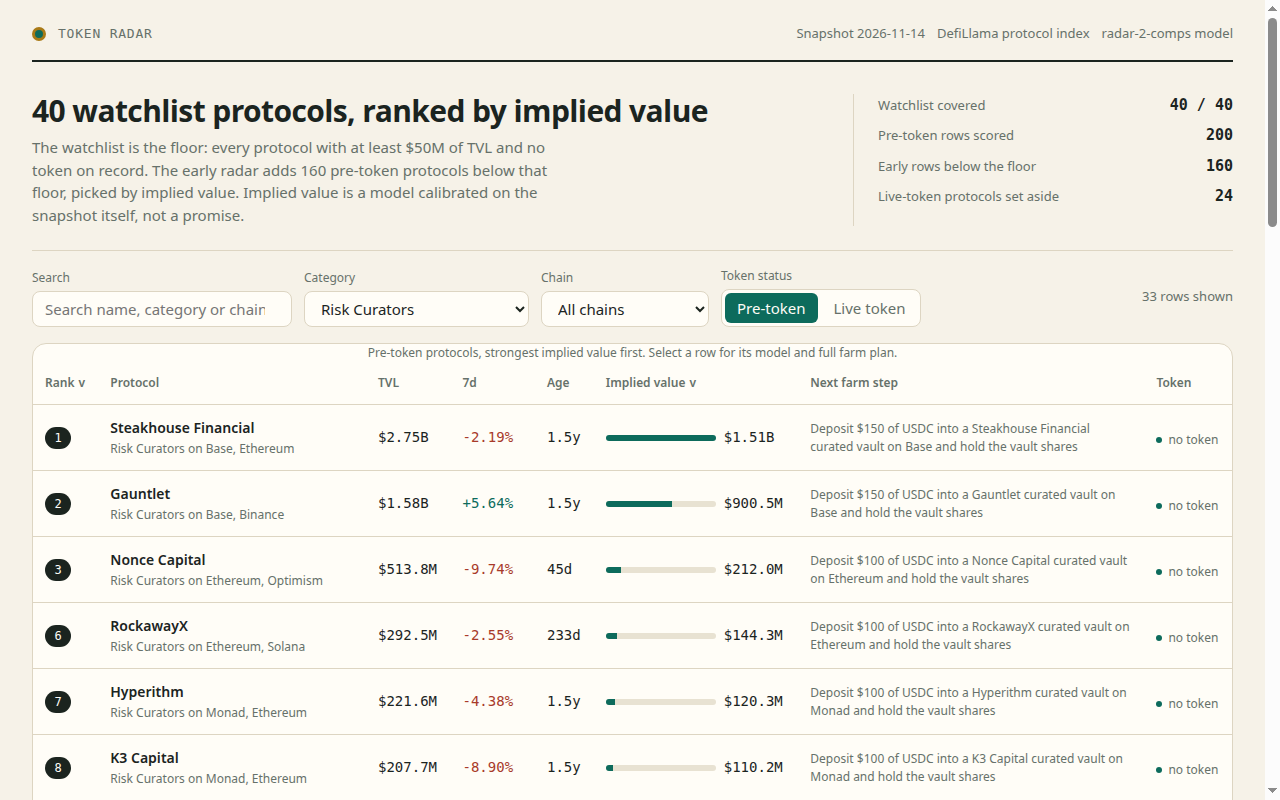 TOKEN RADAR
Snapshot 2026-11-14 DefiLlama protocol index radar-2-comps model
40 watchlist protocols, ranked by implied value
The watchlist is the floor: every protocol with at least $50M of TVL and no
token on record. The early radar adds 160 pre-token protocols below that
floor, picked by implied value. Implied value is a model calibrated on the
snapshot itself, not a promise.
Watchlist covered 40 / 40
Pre-token rows scored 200
Early rows below the floor 160
Live-token protocols set aside 24
Search
Search name, category or chain
Category
Risk Curators
Chain
All chains
Token status
Pre-token Live token
33 rows shown
Pre-token protocols, strongest implied value first. Select a row for its model and full farm plan.
Rank v Protocol TVL 7d Age Implied value v Next farm step Token
1 Steakhouse Financial $2.75B -2.19% 1.5y $1.51B Deposit $150 of USDC into a Steakhouse Financial no token
Risk Curators on Base, Ethereum curated vault on Base and hold the vault shares
2 Gauntlet $1.58B +5.64% 1.5y $900.5M Deposit $150 of USDC into a Gauntlet curated vault on no token
Risk Curators on Base, Binance Base and hold the vault shares
3 Nonce Capital $513.8M -9.74% 45d $212.0M Deposit $100 of USDC into a Nonce Capital curated vault no token
Risk Curators on Ethereum, Optimism on Ethereum and hold the vault shares
6 RockawayX $292.5M -2.55% 233d $144.3M Deposit $100 of USDC into a RockawayX curated vault on no token
Risk Curators on Ethereum, Solana Ethereum and hold the vault shares
7 Hyperithm $221.6M -4.38% 1.5y $120.3M Deposit $100 of USDC into a Hyperithm curated vault on no token
Risk Curators on Monad, Ethereum Monad and hold the vault shares
8 K3 Capital $207.7M -8.90% 1.5y $110.2M Deposit $100 of USDC into a K3 Capital curated vault on no token
Risk Curators on Monad, Ethereum Monad and hold the vault shares